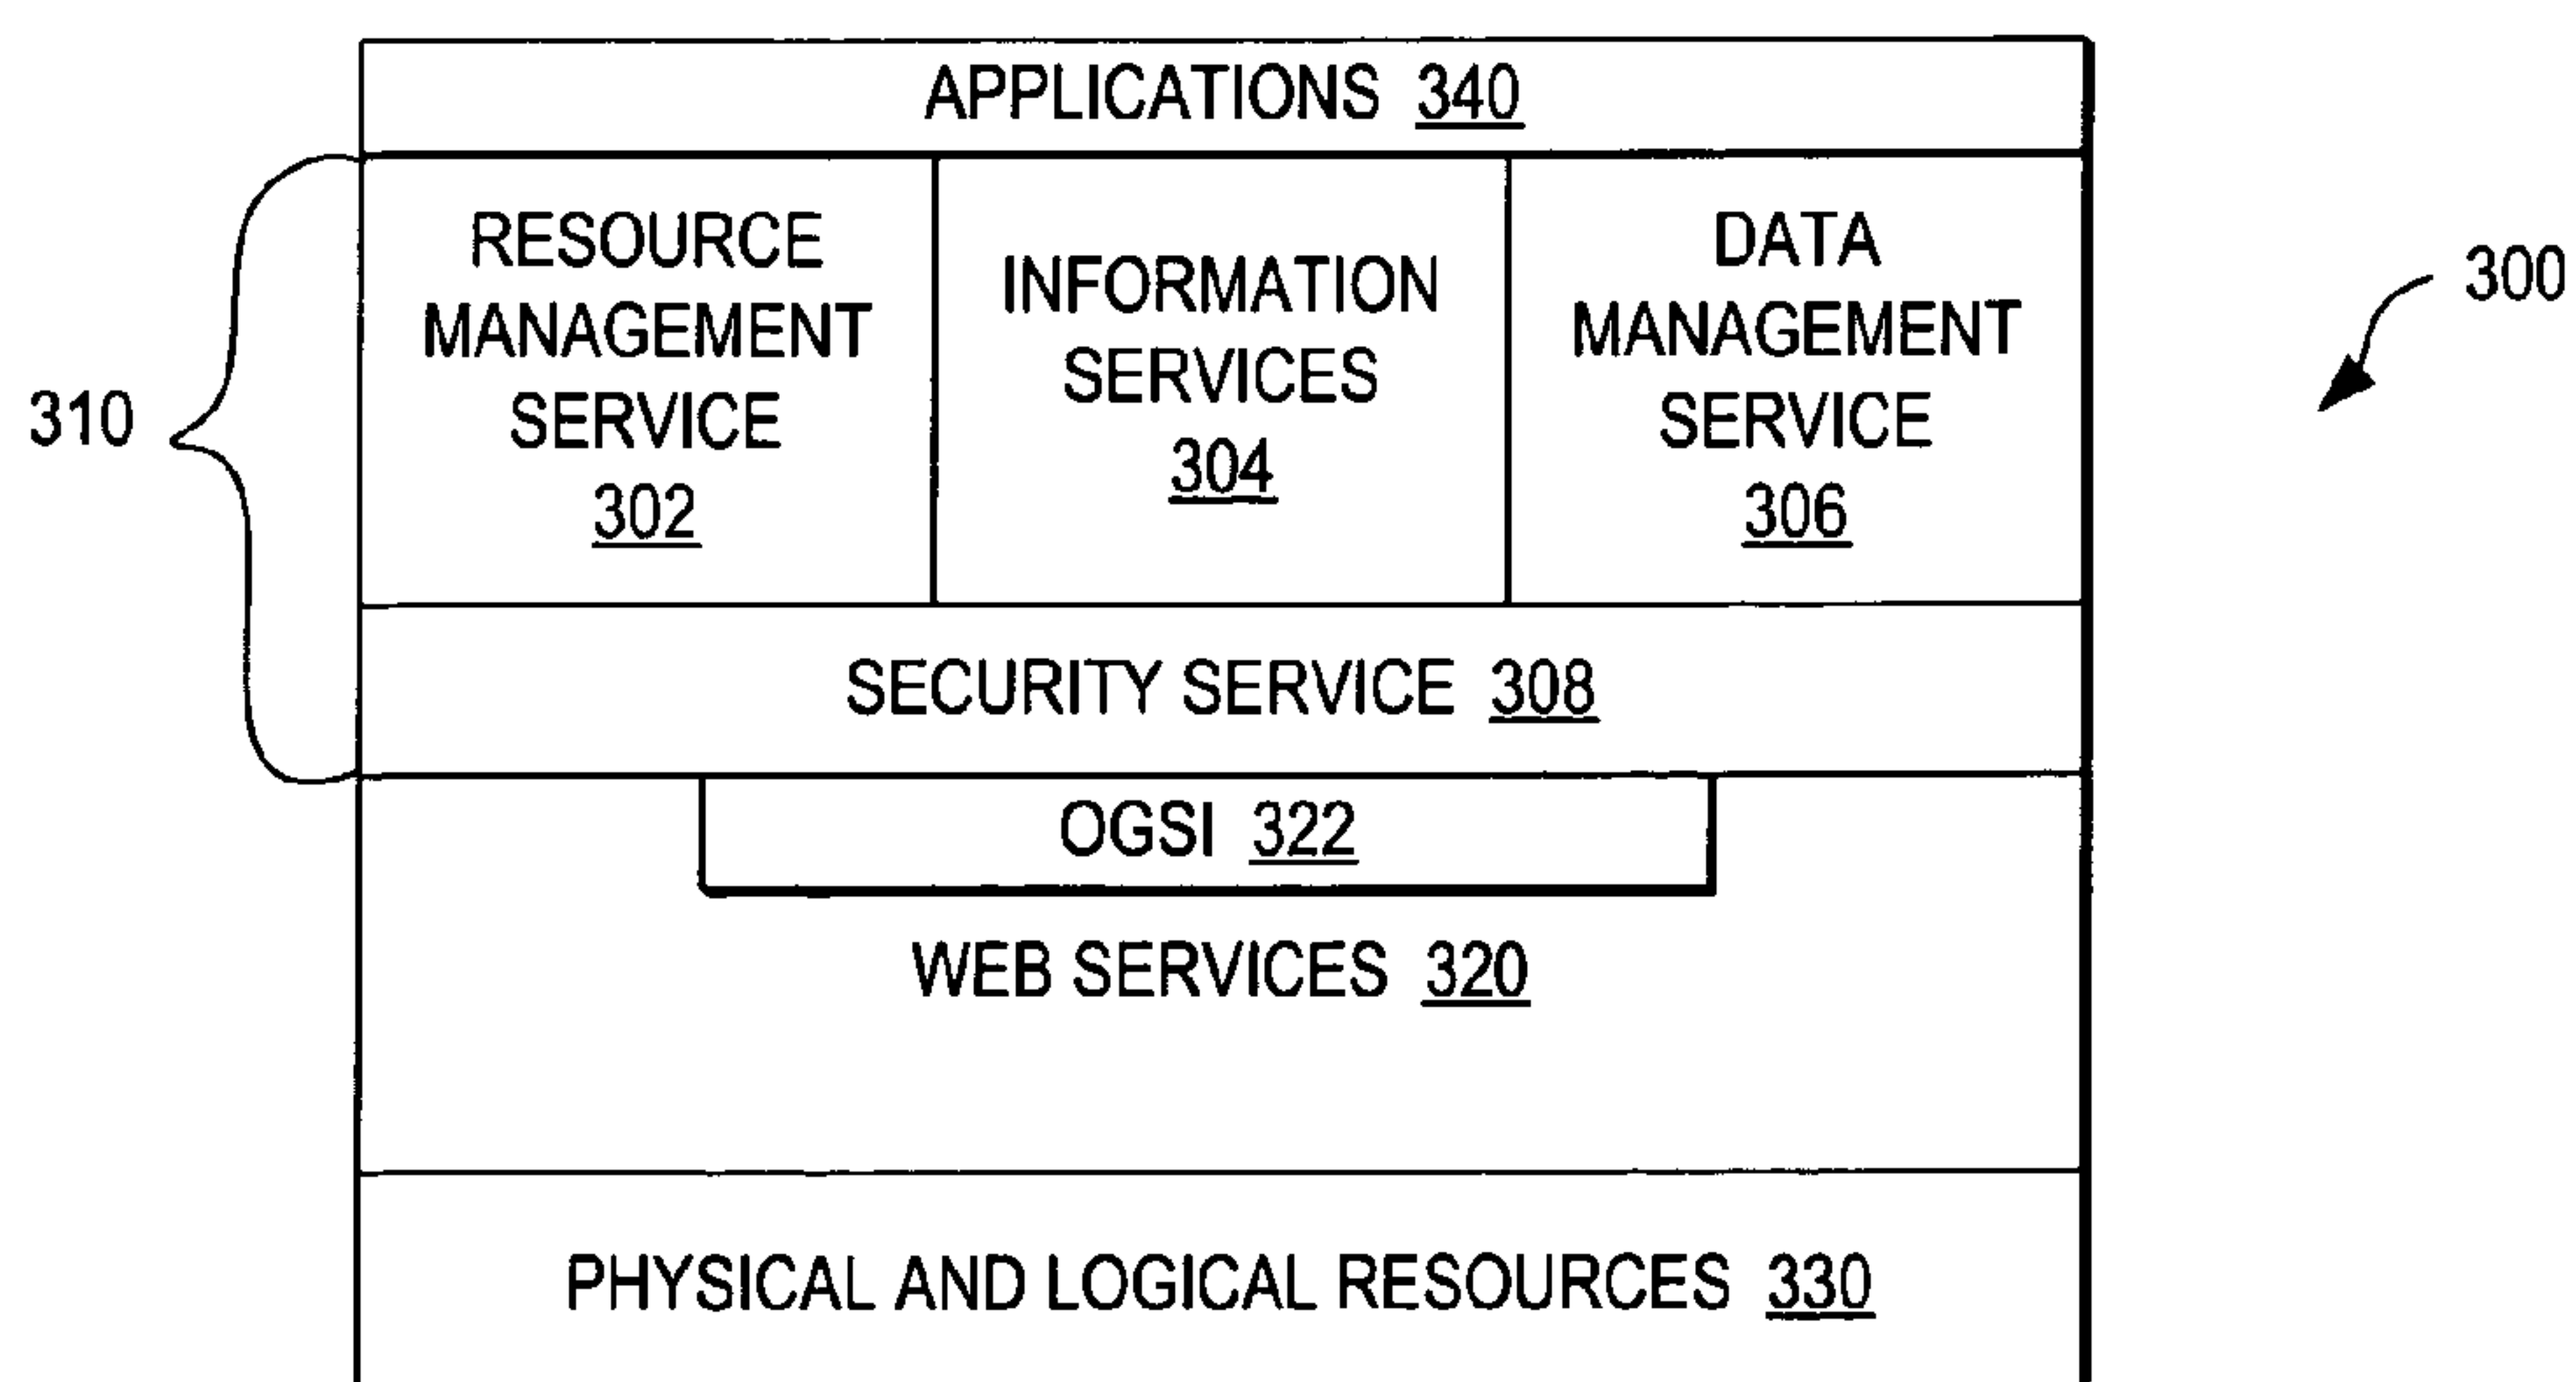 APPLICATIONS 340
RESOURCE
MANAGEMENT
SERVICE
302
INFORMATION
SERVICES
304
DATA
MANAGEMENT
SERVICE
306
300
310
SECURITY SERVICE 308
OGSI 322
WEB SERVICES 320
PHYSICAL AND LOGICAL RESOURCES 330